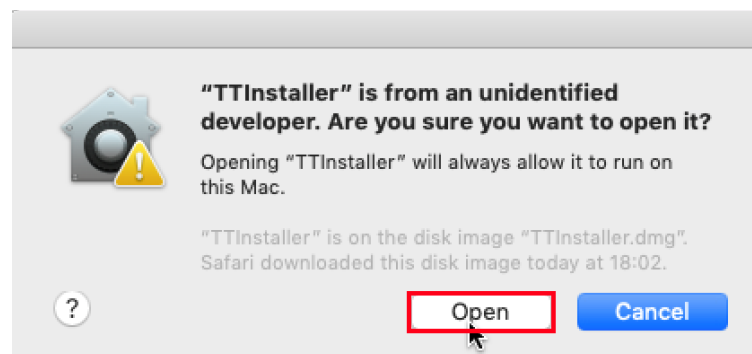 “TTInstaller” is from an unidentified
developer. Are you sure you want to open it?
Opening “TTInstaller” will always allow it to run on
this Mac.
“TTInstaller” is on the disk image “TTInstaller.dmg”.
Safari downloaded this disk image today at 18:02.
? Open Cancel